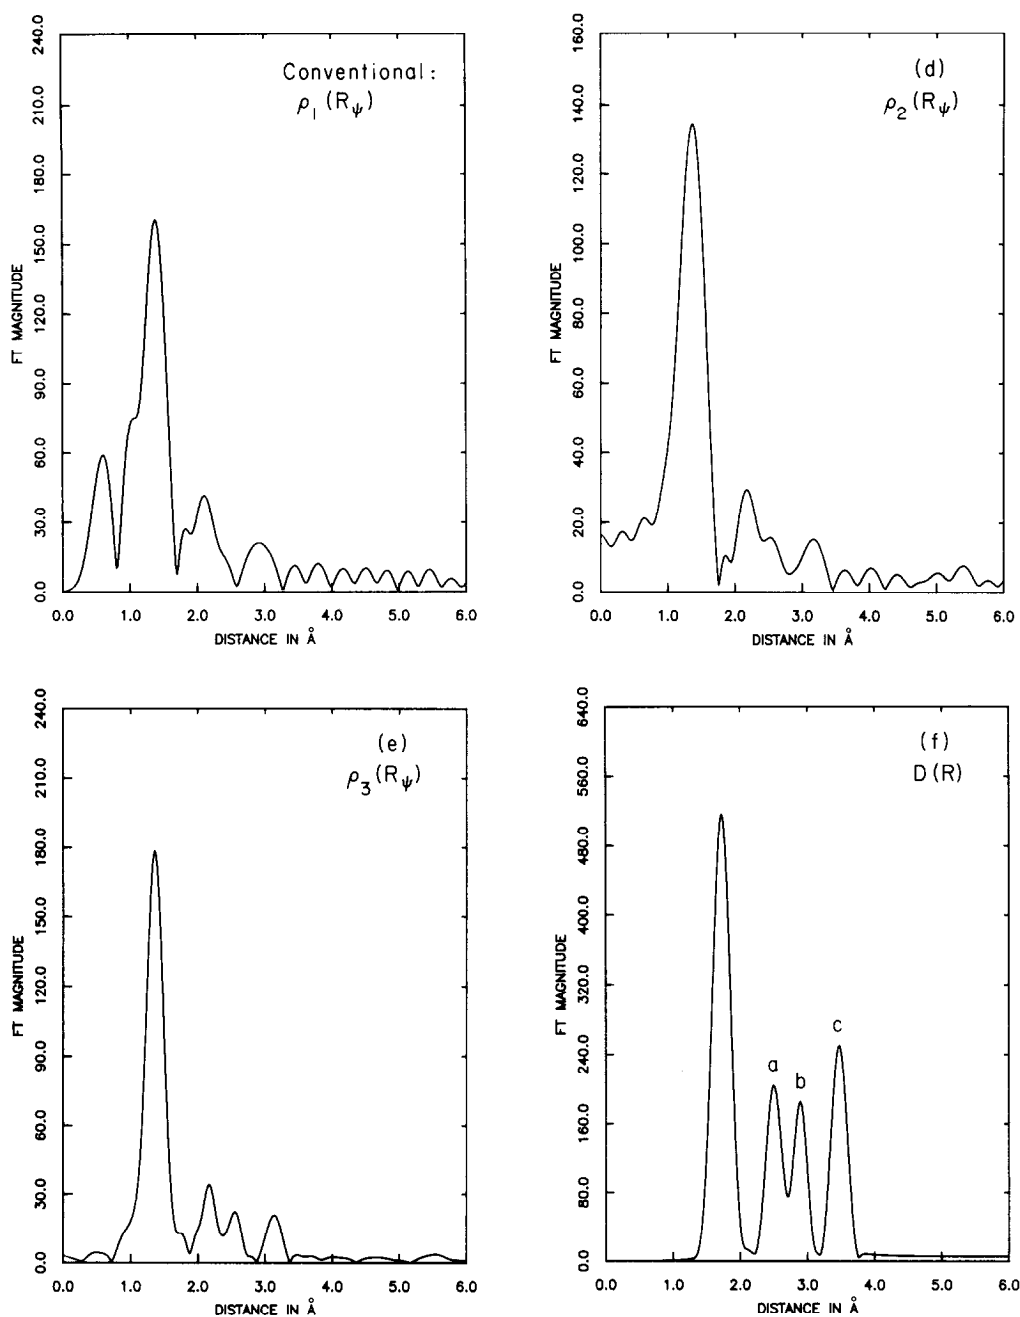 Conventional:
ρ₁(Rψ)
FT MAGNITUDE
0.0 30.0 60.0 90.0 120.0 150.0 180.0 210.0 240.0
0.0 1.0 2.0 3.0 4.0 5.0 6.0
DISTANCE IN Å
(d)
ρ₂(Rψ)
FT MAGNITUDE
0.0 20.0 40.0 60.0 80.0 100.0 120.0 140.0 160.0
0.0 1.0 2.0 3.0 4.0 5.0 6.0
DISTANCE IN Å
(e)
ρ₃(Rψ)
FT MAGNITUDE
0.0 30.0 60.0 90.0 120.0 150.0 180.0 210.0 240.0
0.0 1.0 2.0 3.0 4.0 5.0 6.0
DISTANCE IN Å
(f)
D(R)
a
b
c
FT MAGNITUDE
0.0 80.0 160.0 240.0 320.0 400.0 480.0 560.0 640.0
0.0 1.0 2.0 3.0 4.0 5.0 6.0
DISTANCE IN Å